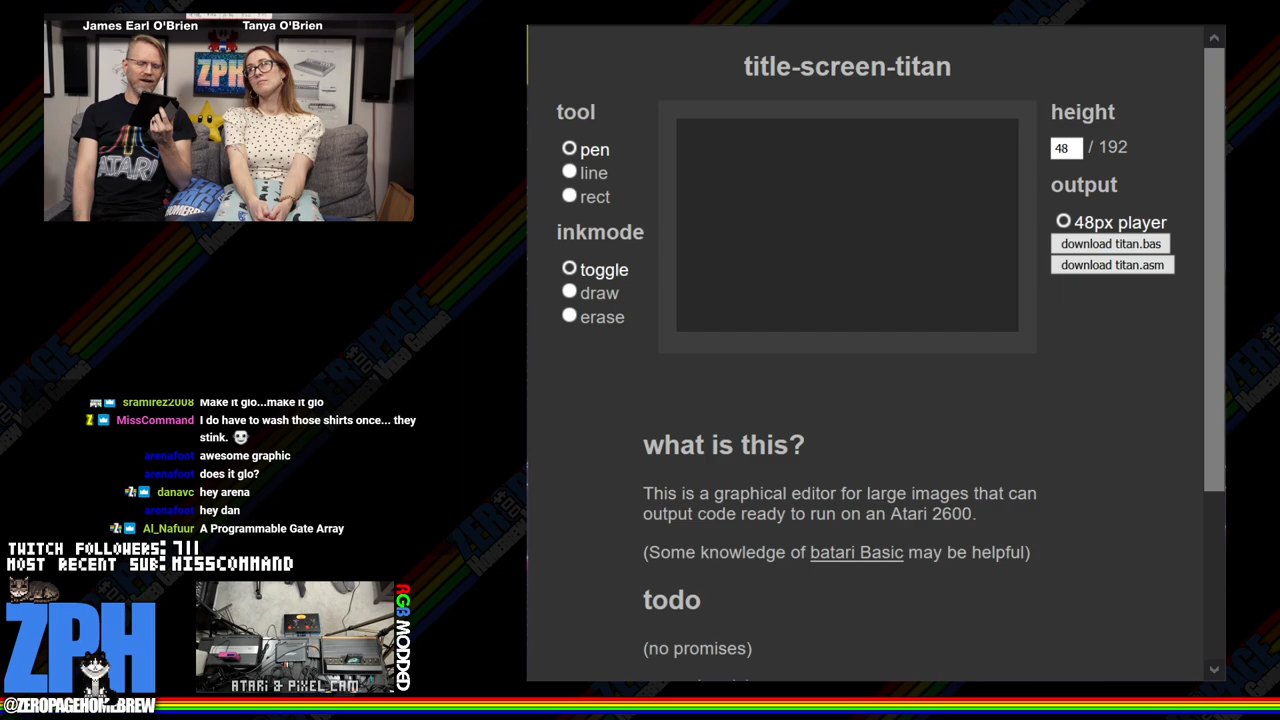 James Earl O'Brien
Tanya O'Brien
ZPH
ATARI
sramirez2008 Make it glo...make it glo
MissCommand I do have to wash those shirts once... they
stink.
arenafoot awesome graphic
arenafoot does it glo?
danavc hey arena
arenafoot hey dan
Al_Nafuur A Programmable Gate Array
TWITCH FOLLOWERS: 711
MOST RECENT SUB: MISSCOMMAND
ZPH
RGB MODDED
ATARI & PIXEL CAM
@ZEROPAGEHOMEBREW
title-screen-titan
tool
pen
line
rect
inkmode
toggle
draw
erase
height
48 / 192
output
48px player
download titan.bas
download titan.asm
what is this?
This is a graphical editor for large images that can
output code ready to run on an Atari 2600.
(Some knowledge of batari Basic may be helpful)
todo
(no promises)